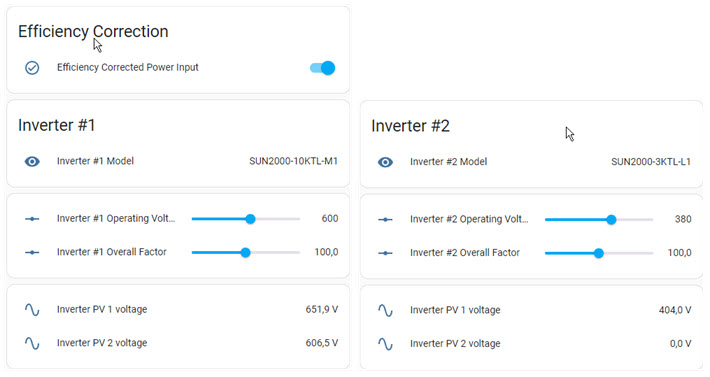 Efficiency Correction
Efficiency Corrected Power Input
Inverter #1
Inverter #1 Model SUN2000-10KTL-M1
Inverter #1 Operating Volt... 600
Inverter #1 Overall Factor 100,0
Inverter PV 1 voltage 651,9 V
Inverter PV 2 voltage 606,5 V
Inverter #2
Inverter #2 Model SUN2000-3KTL-L1
Inverter #2 Operating Volt... 380
Inverter #2 Overall Factor 100,0
Inverter PV 1 voltage 404,0 V
Inverter PV 2 voltage 0,0 V